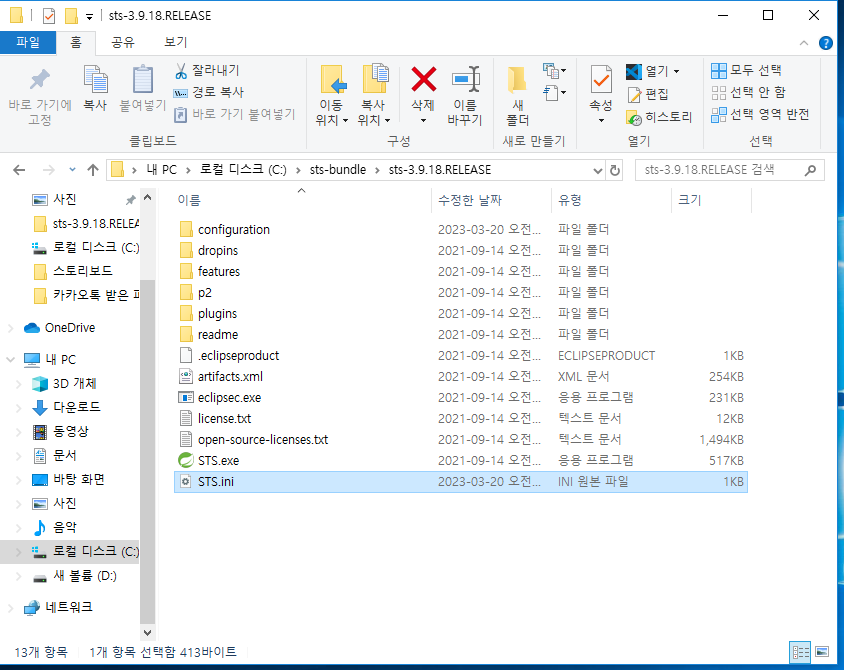 sts-3.9.18.RELEASE
파일 홈 공유 보기
바로 가기에 고정
복사
붙여넣기
잘라내기
경로 복사
바로 가기 붙여넣기
클립보드
이동 위치
복사 위치
삭제
이름 바꾸기
구성
새 폴더
새로 만들기
속성
열기
편집
히스토리
열기
모두 선택
선택 안 함
선택 영역 반전
선택
내 PC > 로컬 디스크 (C:) > sts-bundle > sts-3.9.18.RELEASE
sts-3.9.18.RELEASE 검색
사진
sts-3.9.18.RELEA
로컬 디스크 (C:)
스토리보드
카카오톡 받은 파
OneDrive
내 PC
3D 개체
다운로드
동영상
문서
바탕 화면
사진
음악
로컬 디스크 (C:)
새 볼륨 (D:)
네트워크
이름 수정한 날짜 유형 크기
configuration 2023-03-20 오전... 파일 폴더
dropins 2021-09-14 오전... 파일 폴더
features 2021-09-14 오전... 파일 폴더
p2 2021-09-14 오전... 파일 폴더
plugins 2021-09-14 오전... 파일 폴더
readme 2021-09-14 오전... 파일 폴더
.eclipseproduct 2021-09-14 오전... ECLIPSEPRODUCT 1KB
artifacts.xml 2021-09-14 오전... XML 문서 254KB
eclipsec.exe 2021-09-14 오전... 응용 프로그램 231KB
license.txt 2021-09-14 오전... 텍스트 문서 12KB
open-source-licenses.txt 2021-09-14 오전... 텍스트 문서 1,494KB
STS.exe 2021-09-14 오전... 응용 프로그램 517KB
STS.ini 2023-03-20 오전... INI 원본 파일 1KB
13개 항목 1개 항목 선택함 413바이트